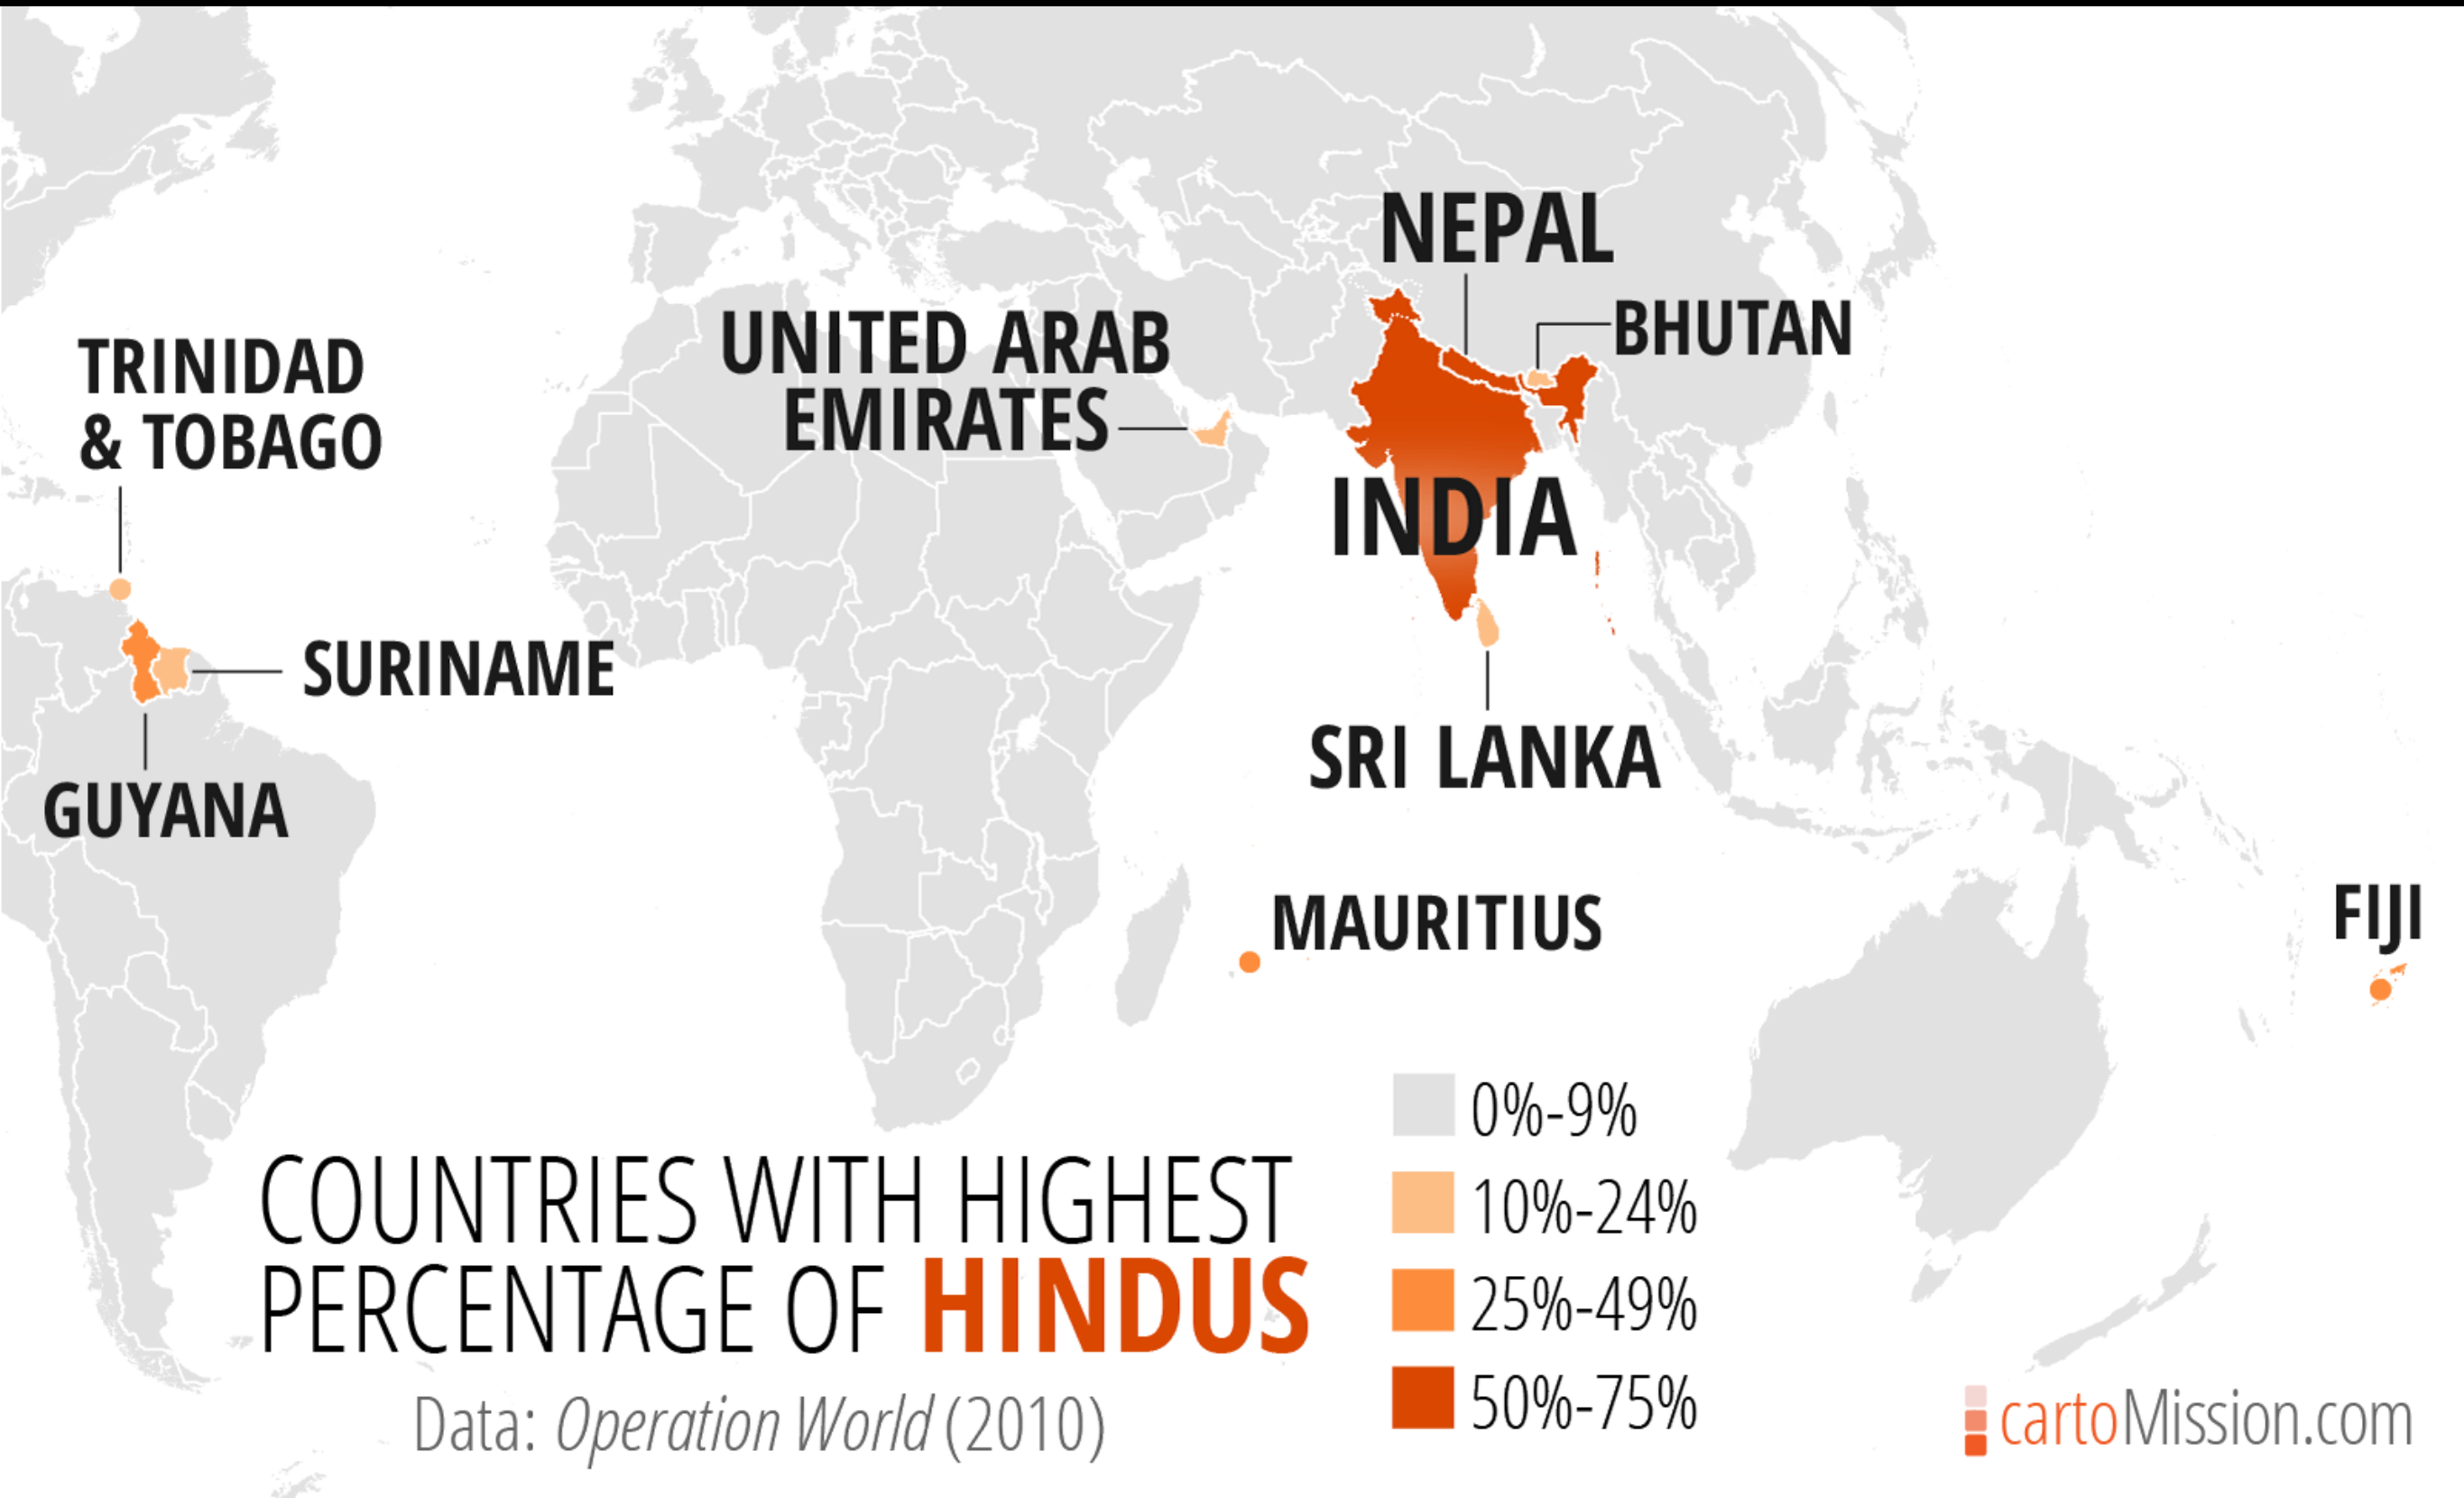 NEPAL
BHUTAN
UNITED ARAB
EMIRATES
TRINIDAD
& TOBAGO
INDIA
SURINAME
SRI LANKA
GUYANA
MAURITIUS
FIJI
COUNTRIES WITH HIGHEST
PERCENTAGE OF HINDUS
Data: Operation World (2010)
0%-9%
10%-24%
25%-49%
50%-75%
cartoMission.com